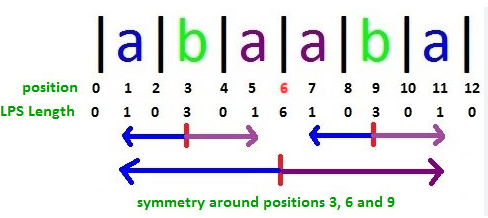 |a|b|a|a|b|a|
position 0 1 2 3 4 5 6 7 8 9 10 11 12
LPS Length 0 1 0 3 0 1 6 1 0 3 0 1 0
symmetry around positions 3, 6 and 9